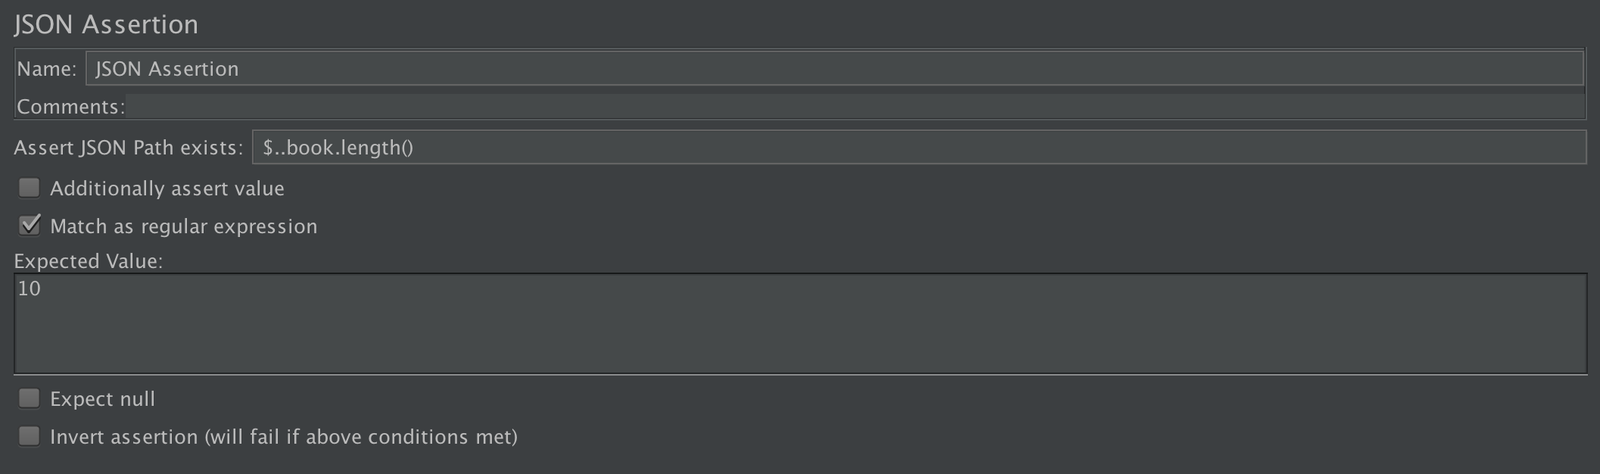 JSON Assertion
Name: JSON Assertion
Comments:
Assert JSON Path exists: $..book.length()
Additionally assert value
Match as regular expression
Expected Value:
10
Expect null
Invert assertion (will fail if above conditions met)